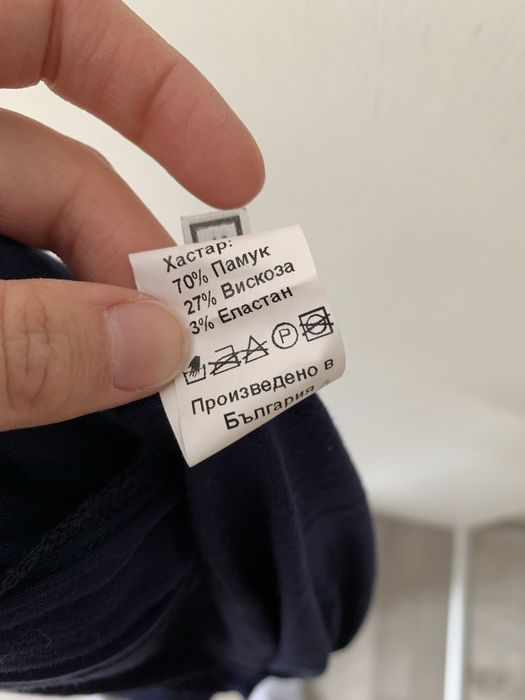 Хастар:
70% Памук
27% Вискоза
3% Еластан
P
Произведено в
България